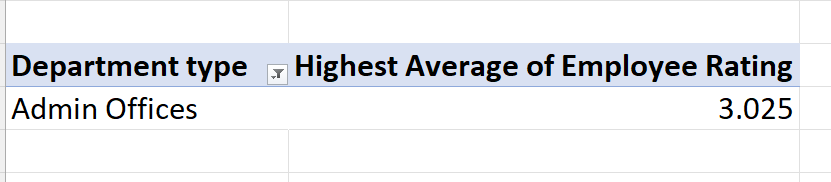 Department type Highest Average of Employee Rating
Admin Offices 3.025